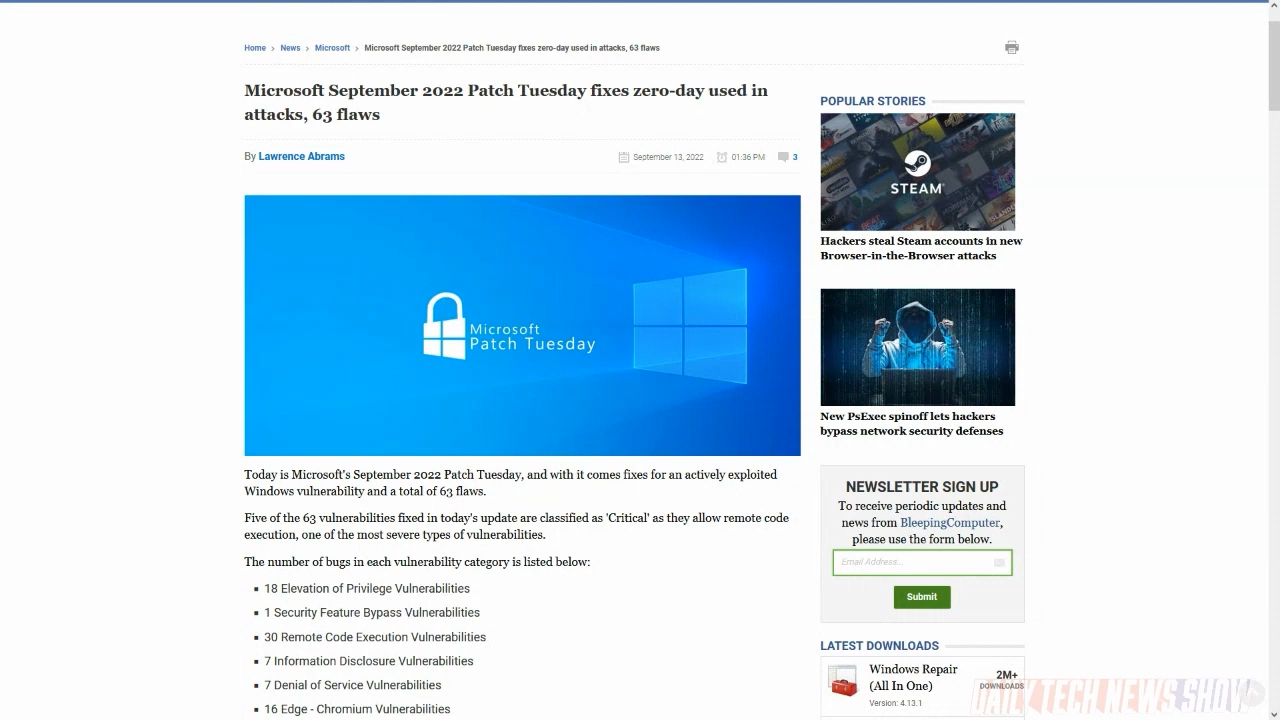 Home > News > Microsoft > Microsoft September 2022 Patch Tuesday fixes zero-day used in attacks, 63 flaws
Microsoft September 2022 Patch Tuesday fixes zero-day used in
attacks, 63 flaws
By Lawrence Abrams
September 13, 2022
01:36 PM
3
Microsoft
Patch Tuesday
Today is Microsoft's September 2022 Patch Tuesday, and with it comes fixes for an actively exploited
Windows vulnerability and a total of 63 flaws.
Five of the 63 vulnerabilities fixed in today's update are classified as 'Critical' as they allow remote code
execution, one of the most severe types of vulnerabilities.
The number of bugs in each vulnerability category is listed below:
18 Elevation of Privilege Vulnerabilities
1 Security Feature Bypass Vulnerabilities
30 Remote Code Execution Vulnerabilities
7 Information Disclosure Vulnerabilities
7 Denial of Service Vulnerabilities
16 Edge - Chromium Vulnerabilities
POPULAR STORIES
STEAM
Hackers steal Steam accounts in new
Browser-in-the-Browser attacks
New PsExec spinoff lets hackers
bypass network security defenses
NEWSLETTER SIGN UP
To receive periodic updates and
news from BleepingComputer,
please use the form below.
Email Address...
Submit
LATEST DOWNLOADS
Windows Repair
(All In One)
Version: 4.13.1
2M+
DOWNLOADS
DAILY TECH NEWS SHOW